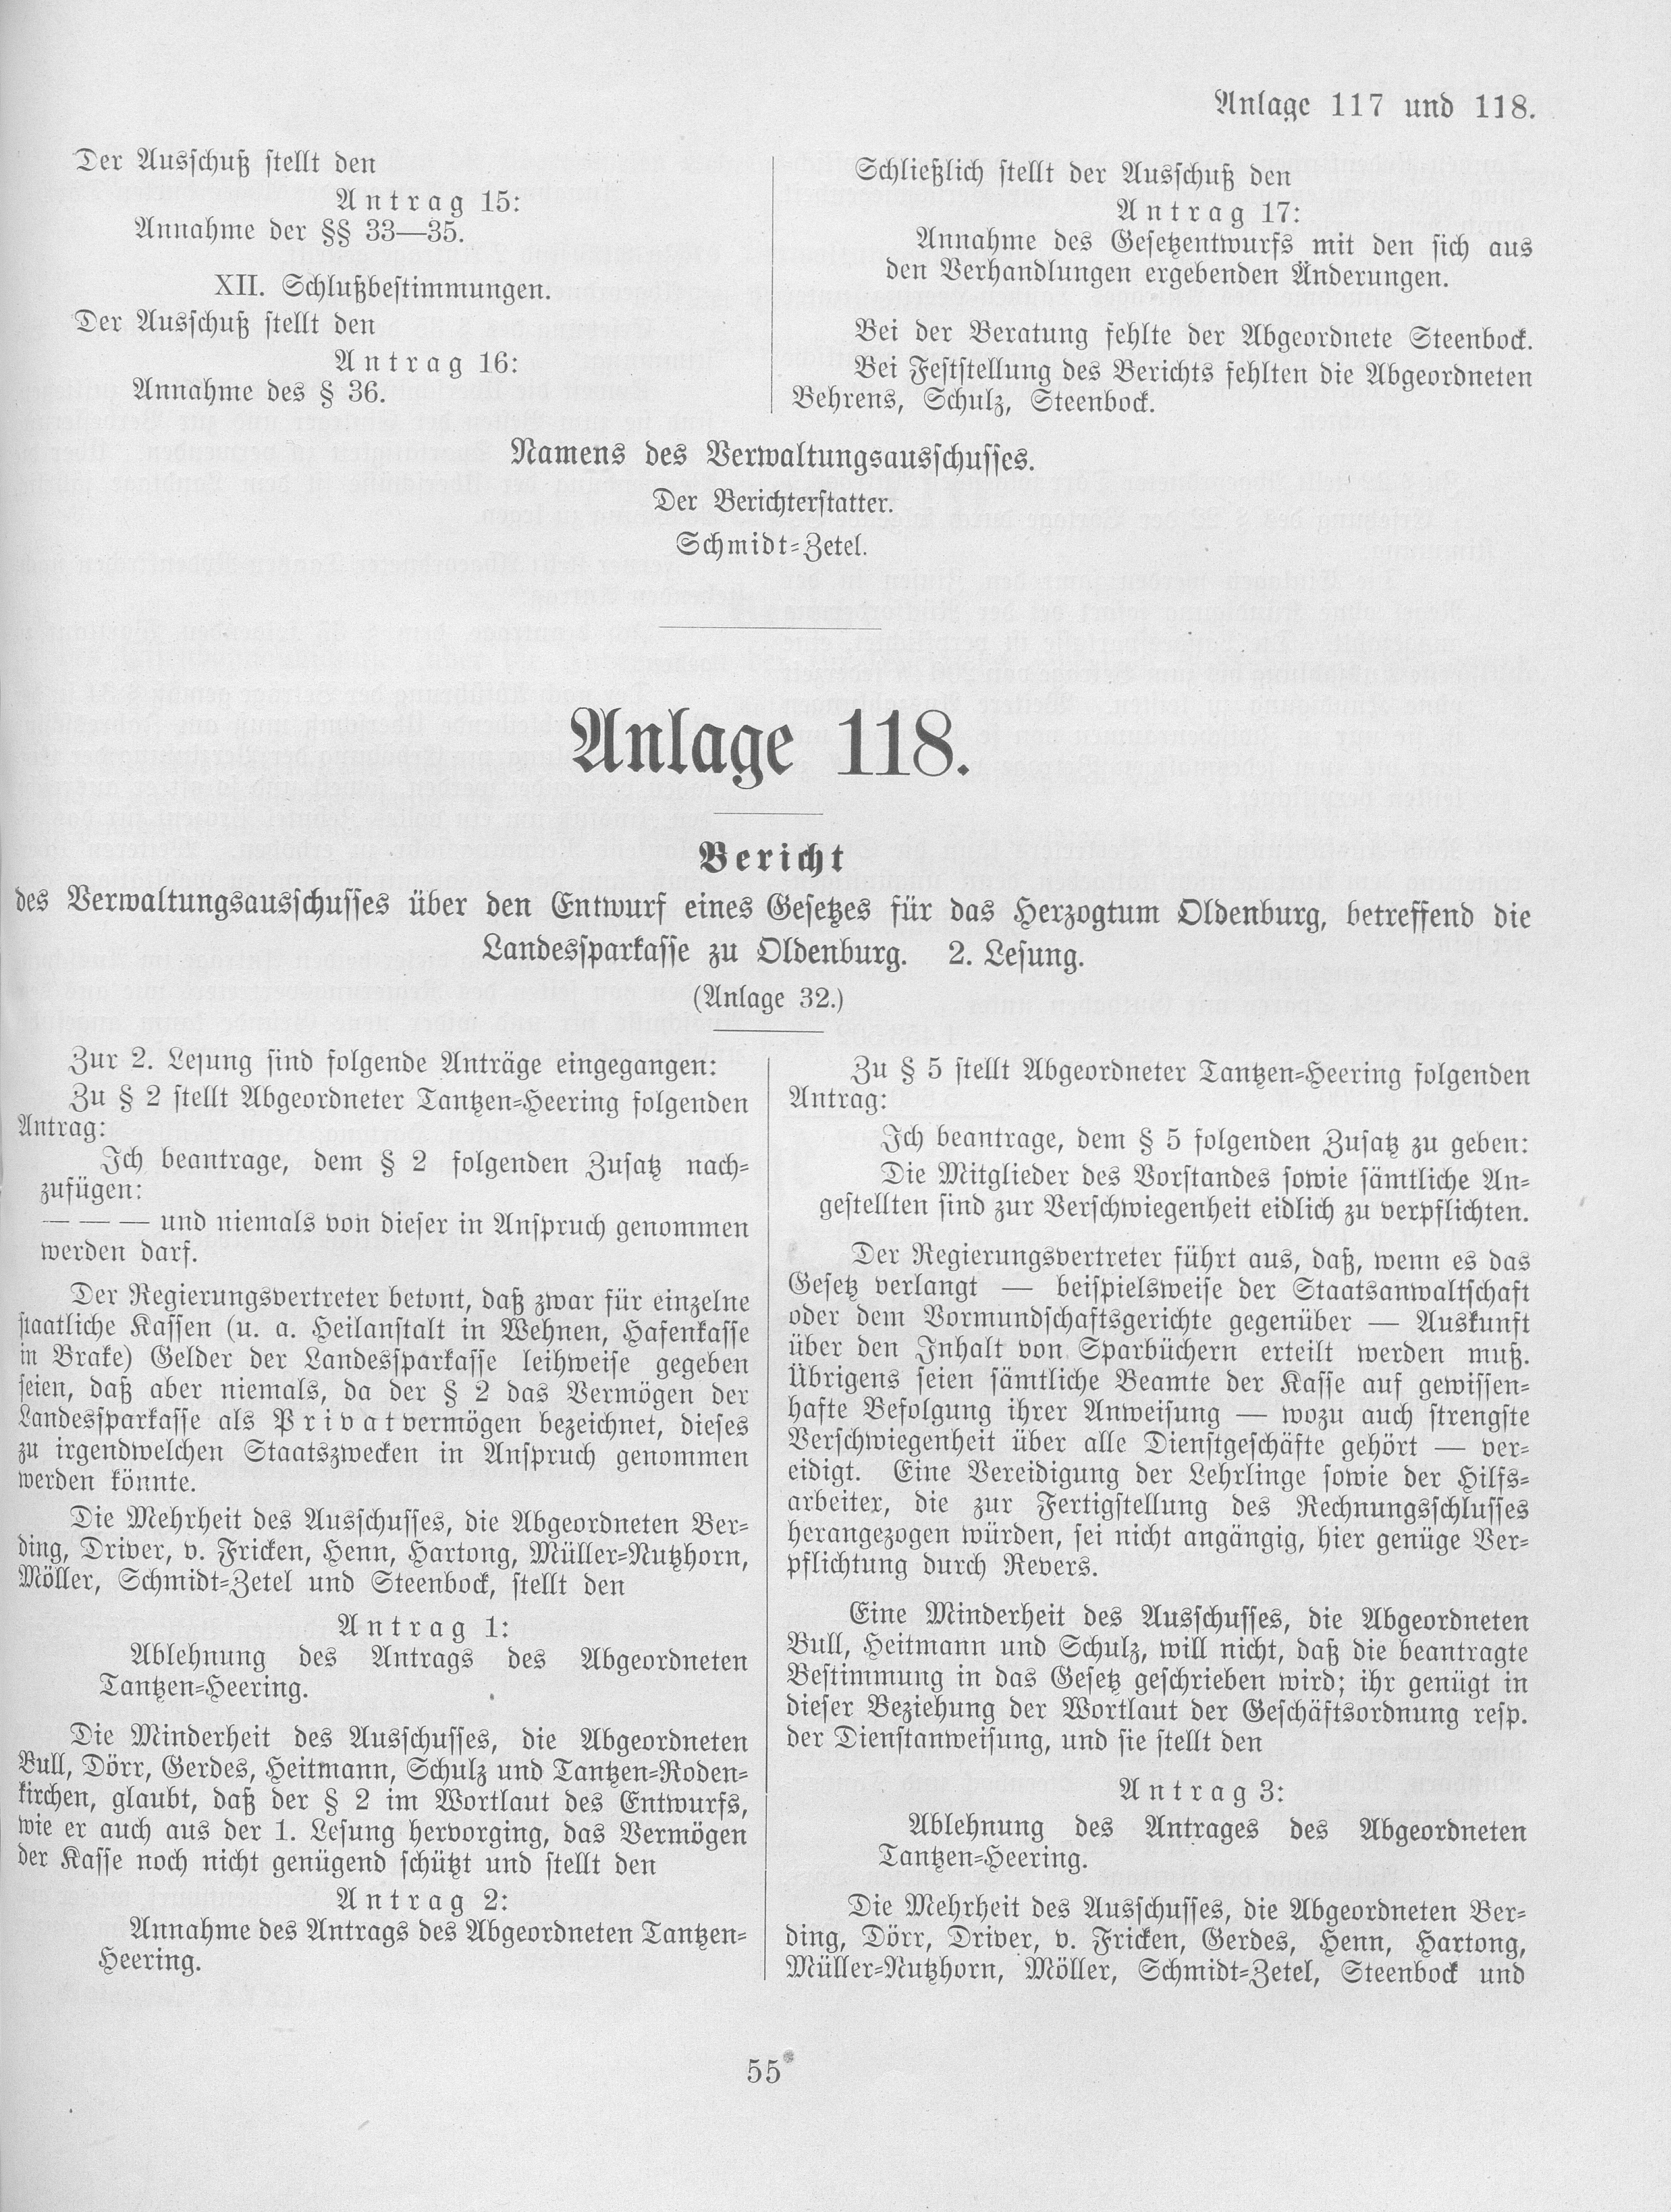 Anlage 117 und 118.
Der Ausschuß stellt den
Antrag 15:
Annahme der §§ 33—35.
XII. Schlußbestimmungen.
Der Ausschuß stellt den
Antrag 16:
Annahme des § 36.
Schließlich stellt der Ausschuß den
Antrag 17:
Annahme des Gesetzentwurfs mit den sich aus
den Verhandlungen ergebenden Änderungen.
Bei der Beratung fehlte der Abgeordnete Steenbock.
Bei Feststellung des Berichts fehlten die Abgeordneten
Behrens, Schulz, Steenbock.
Namens des Verwaltungsausschusses.
Der Berichterstatter.
Schmidt-Zetel.
Anlage 118.
Bericht
des Verwaltungsausschusses über den Entwurf eines Gesetzes für das Herzogtum Oldenburg, betreffend die
Landessparkasse zu Oldenburg. 2. Lesung.
(Anlage 32.)
Zur 2. Lesung sind folgende Anträge eingegangen:
Zu § 2 stellt Abgeordneter Tantzen-Heering folgenden
Antrag:
Ich beantrage, dem § 2 folgenden Zusatz nach-
zufügen:
— — — und niemals von dieser in Anspruch genommen
werden darf.
Der Regierungsvertreter betont, daß zwar für einzelne
staatliche Kassen (u. a. Heilanstalt in Wehnen, Hafenkasse
in Brake) Gelder der Landessparkasse leihweise gegeben
seien, daß aber niemals, da der § 2 das Vermögen der
Landessparkasse als Privatvermögen bezeichnet, dieses
zu irgendwelchen Staatszwecken in Anspruch genommen
werden könnte.
Die Mehrheit des Ausschusses, die Abgeordneten Ber-
ding, Driver, v. Fricken, Henn, Hartong, Müller-Nutzhorn,
Möller, Schmidt-Zetel und Steenbock, stellt den
Antrag 1:
Ablehnung des Antrags des Abgeordneten
Tantzen-Heering.
Die Minderheit des Ausschusses, die Abgeordneten
Bull, Dörr, Gerdes, Heitmann, Schulz und Tantzen-Roden-
kirchen, glaubt, daß der § 2 im Wortlaut des Entwurfs,
wie er auch aus der 1. Lesung hervorging, das Vermögen
der Kasse noch nicht genügend schützt und stellt den
Antrag 2:
Annahme des Antrags des Abgeordneten Tantzen-
Heering.
Zu § 5 stellt Abgeordneter Tantzen-Heering folgenden
Antrag:
Ich beantrage, dem § 5 folgenden Zusatz zu geben:
Die Mitglieder des Vorstandes sowie sämtliche An-
gestellten sind zur Verschwiegenheit eidlich zu verpflichten.
Der Regierungsvertreter führt aus, daß, wenn es das
Gesetz verlangt — beispielsweise der Staatsanwaltschaft
oder dem Vormundschaftsgerichte gegenüber — Auskunft
über den Inhalt von Sparbüchern erteilt werden muß.
Übrigens seien sämtliche Beamte der Kasse auf gewissen-
hafte Befolgung ihrer Anweisung — wozu auch strengste
Verschwiegenheit über alle Dienstgeschäfte gehört — ver-
eidigt. Eine Vereidigung der Lehrlinge sowie der Hilfs-
arbeiter, die zur Fertigstellung des Rechnungsschlusses
herangezogen würden, sei nicht angängig, hier genüge Ver-
pflichtung durch Revers.
Eine Minderheit des Ausschusses, die Abgeordneten
Bull, Heitmann und Schulz, will nicht, daß die beantragte
Bestimmung in das Gesetz geschrieben wird; ihr genügt in
dieser Beziehung der Wortlaut der Geschäftsordnung resp.
der Dienstanweisung, und sie stellt den
Antrag 3:
Ablehnung des Antrages des Abgeordneten
Tantzen-Heering.
Die Mehrheit des Ausschusses, die Abgeordneten Ber-
ding, Dörr, Driver, v. Fricken, Gerdes, Henn, Hartong,
Müller-Nutzhorn, Möller, Schmidt-Zetel, Steenbock und
55*